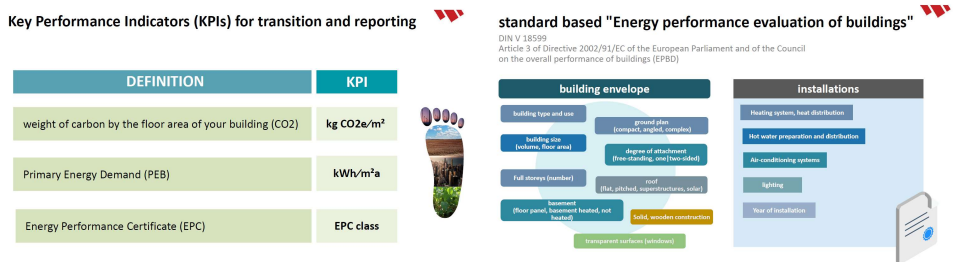 Key Performance Indicators (KPIs) for transition and reporting
DEFINITION
KPI
weight of carbon by the floor area of your building (CO2)
kg CO2e/m²
Primary Energy Demand (PEB)
kWh/m²a
Energy Performance Certificate (EPC)
EPC class
standard based "Energy performance evaluation of buildings"
DIN V 18599
Article 3 of Directive 2002/91/EC of the European Parliament and of the Council
on the overall performance of buildings (EPBD)
building envelope
building type and use
ground plan
(compact, angled, complex)
building size
(volume, floor area)
degree of attachment
(free-standing, one|two-sided)
Full storeys (number)
roof
(flat, pitched, superstructures, solar)
basement
(floor panel, basement heated, not
heated)
Solid, wooden construction
transparent surfaces (windows)
installations
Heating system, heat distribution
Hot water preparation and distribution
Air-conditioning systems
lighting
Year of installation